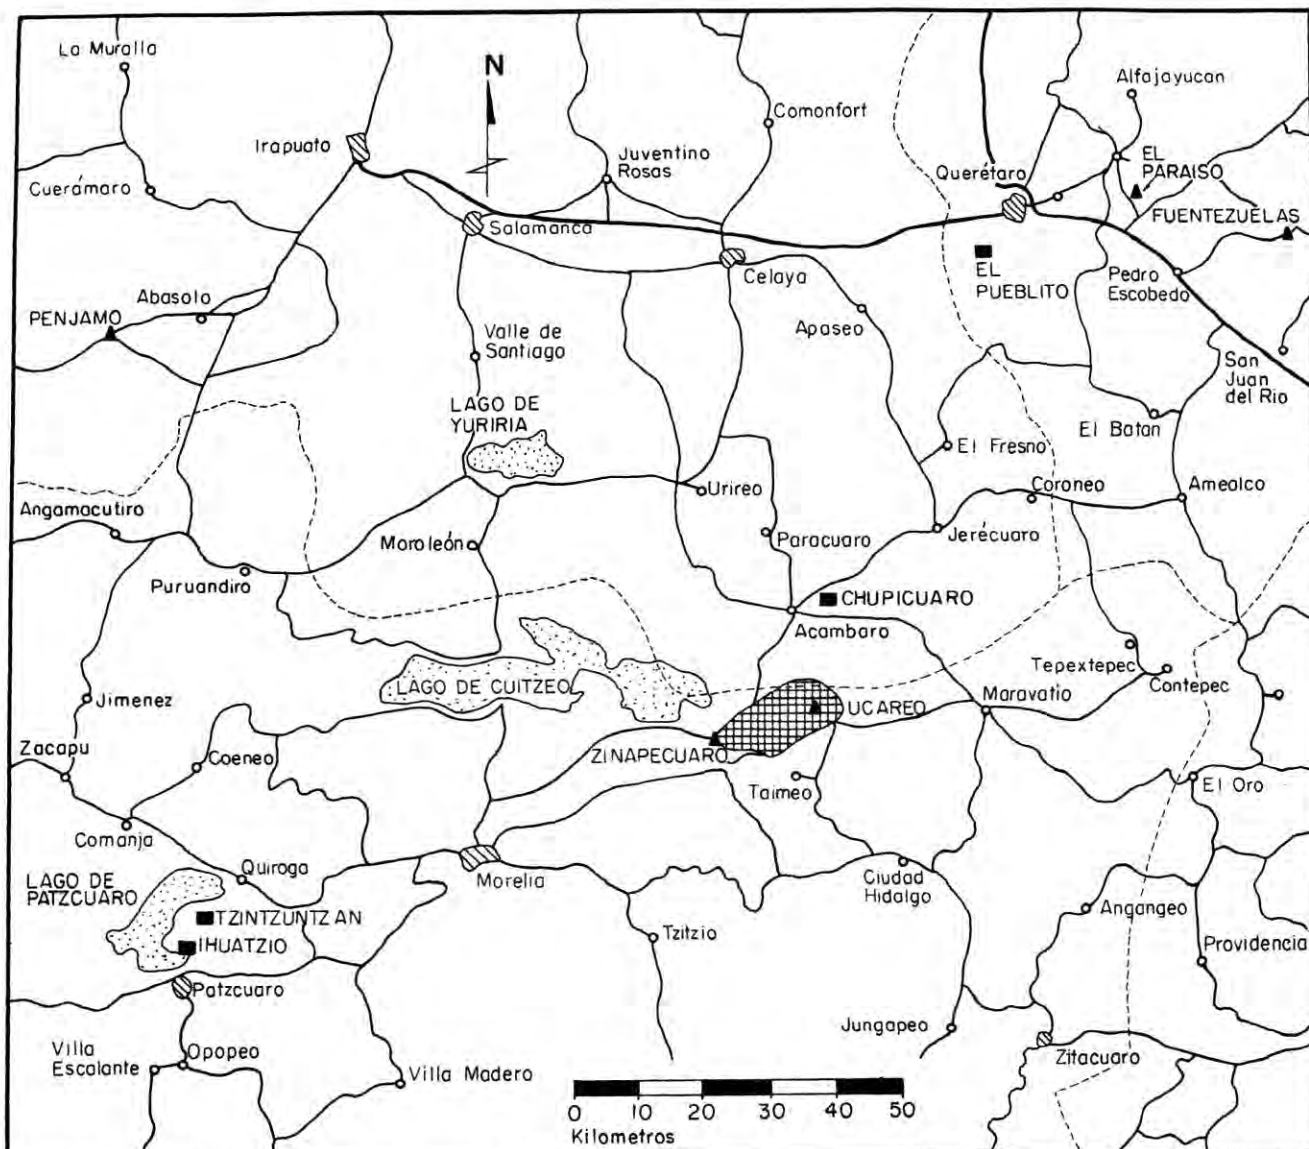 La Muralla
N
Alfajayucan
Comonfort
Irapuato
Juventino
Rosas
EL
PARAISO
Querétaro
Cuerámaro
FUENTEZUELAS
Salamanca
Celaya
EL
PUEBLITO
Pedro
Escobedo
Abasolo
PENJAMO
Apaseo
Valle de
Santiago
San
Juan
del Rio
LAGO DE
YURIRIA
El Batan
El Fresno
Urireo
Coroneo
Amealco
Angamacutiro
Moroleón
Paracuaro
Jerécuaro
Puruandiro
CHUPICUARO
Acambaro
Tepextepec
Contepec
LAGO DE CUITZEO
Jimenez
UCAREO
Maravatio
Zacapu
Coeneo
ZINAPECUARO
Taimeo
El Oro
Comanja
Quiroga
Morelia
Ciudad
Hidalgo
LAGO DE
PATZCUARO
TZINTZUNTZAN
Angangeo
IHUATZIO
Tzitzio
Providencia
Patzcuaro
Jungapeo
Villa
Escalante
Opopeo
Zitacuaro
Villa Madero
0 10 20 30 40 50
Kilometros